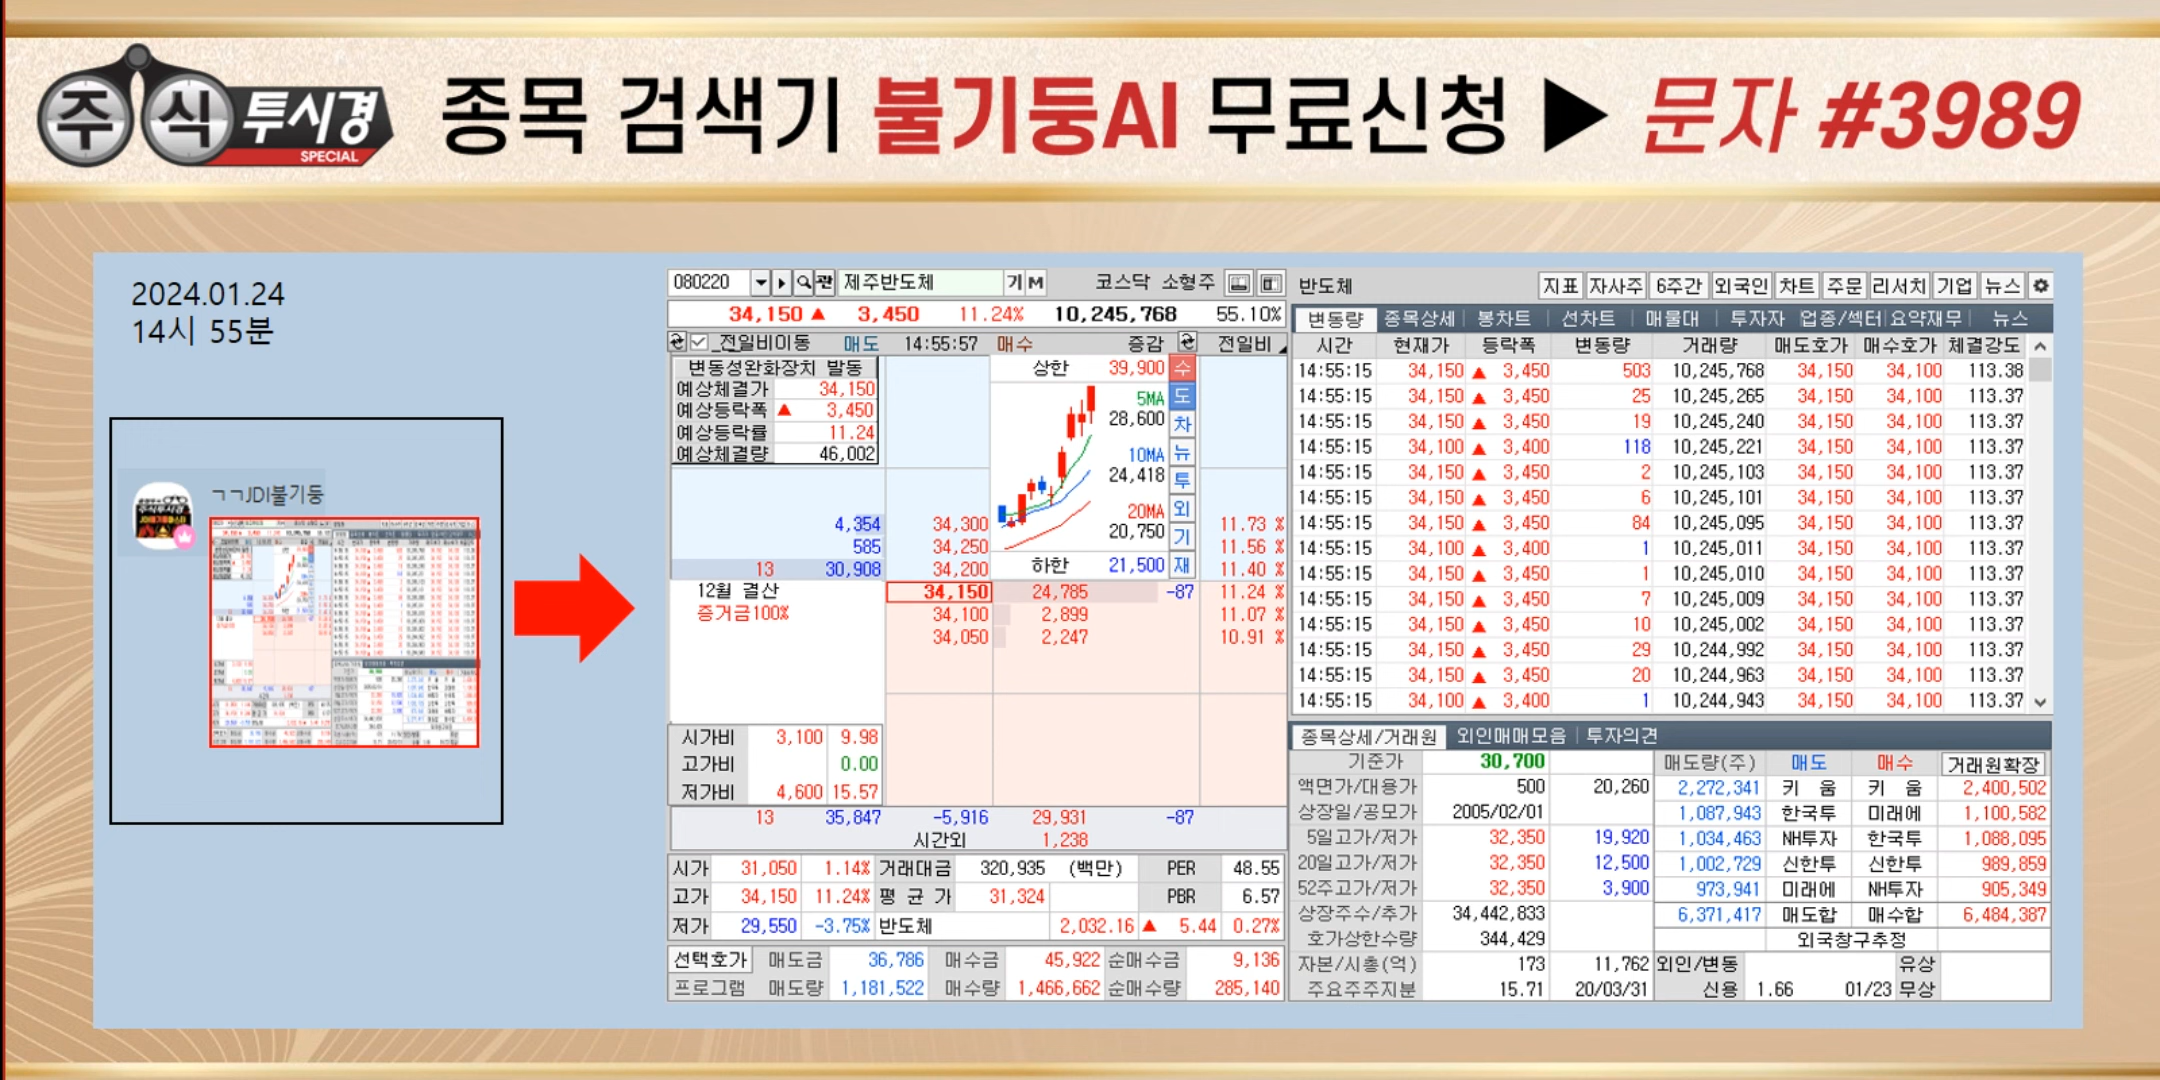 주식 투시경 SPECIAL
종목 검색기 불기둥AI 무료신청 ▶ 문자 #3989
2024.01.24
14시 55분
ㄱㄱJDI불기둥
080220 관 제주반도체 기 M 코스닥 소형주
34,150 ▲ 3,450 11.24% 10,245,768 55.10%
전일비이동 매도 14:55:57 매수 증감 전일비
변동성완화장치 발동
예상체결가 34,150
예상등락폭 ▲ 3,450
예상등락률 11.24
예상체결량 46,002
상한 39,900
5MA
28,600
10MA
24,418
20MA
20,750
하한 21,500
수
도
차
뉴
투
외
기
재
4,354 34,300 11.73 %
585 34,250 11.56 %
13 30,908 34,200 11.40 %
12월 결산 34,150 24,785 -87 11.24 %
증거금100% 34,100 2,899 11.07 %
34,050 2,247 10.91 %
시가비 3,100 9.98
고가비 0.00
저가비 4,600 15.57
13 35,847 -5,916 29,931 -87
시간외 1,238
시가 31,050 1.14% 거래대금 320,935 (백만) PER 48.55
고가 34,150 11.24% 평 균 가 31,324 PBR 6.57
저가 29,550 -3.75% 반도체 2,032.16 ▲ 5.44 0.27%
선택호가 매도금 36,786 매수금 45,922 순매수금 9,136
프로그램 매도량 1,181,522 매수량 1,466,662 순매수량 285,140
반도체 지표 자사주 6주간 외국인 차트 주문 리서치 기업 뉴스
변동량 종목상세 봉차트 선차트 매물대 투자자 업종/섹터 요약재무 뉴스
시간 현재가 등락폭 변동량 거래량 매도호가 매수호가 체결강도
14:55:15 34,150 ▲ 3,450 503 10,245,768 34,150 34,100 113.38
14:55:15 34,150 ▲ 3,450 25 10,245,265 34,150 34,100 113.37
14:55:15 34,150 ▲ 3,450 19 10,245,240 34,150 34,100 113.37
14:55:15 34,100 ▲ 3,400 118 10,245,221 34,150 34,100 113.37
14:55:15 34,150 ▲ 3,450 2 10,245,103 34,150 34,100 113.37
14:55:15 34,150 ▲ 3,450 6 10,245,101 34,150 34,100 113.37
14:55:15 34,150 ▲ 3,450 84 10,245,095 34,150 34,100 113.37
14:55:15 34,100 ▲ 3,400 1 10,245,011 34,150 34,100 113.37
14:55:15 34,150 ▲ 3,450 1 10,245,010 34,150 34,100 113.37
14:55:15 34,150 ▲ 3,450 7 10,245,009 34,150 34,100 113.37
14:55:15 34,150 ▲ 3,450 10 10,245,002 34,150 34,100 113.37
14:55:15 34,150 ▲ 3,450 29 10,244,992 34,150 34,100 113.37
14:55:15 34,150 ▲ 3,450 20 10,244,963 34,150 34,100 113.37
14:55:15 34,100 ▲ 3,400 1 10,244,943 34,150 34,100 113.37
종목상세/거래원 외인매매모음 투자의견
기준가 30,700 매도량(주) 매도 매수 거래원확장
액면가/대용가 500 20,260 2,272,341 키 움 키 움 2,400,502
상장일/공모가 2005/02/01 1,087,943 한국투 미래에 1,100,582
5일고가/저가 32,350 19,920 1,034,463 NH투자 한국투 1,088,095
20일고가/저가 32,350 12,500 1,002,729 신한투 신한투 989,859
52주고가/저가 32,350 3,900 973,941 미래에 NH투자 905,349
상장주수/추가 34,442,833 6,371,417 매도합 매수합 6,484,387
호가상한수량 344,429 외국창구추정
자본/시총(억) 173 11,762 외인/변동 유상
주요주주지분 15.71 20/03/31 신용 1.66 01/23 무상